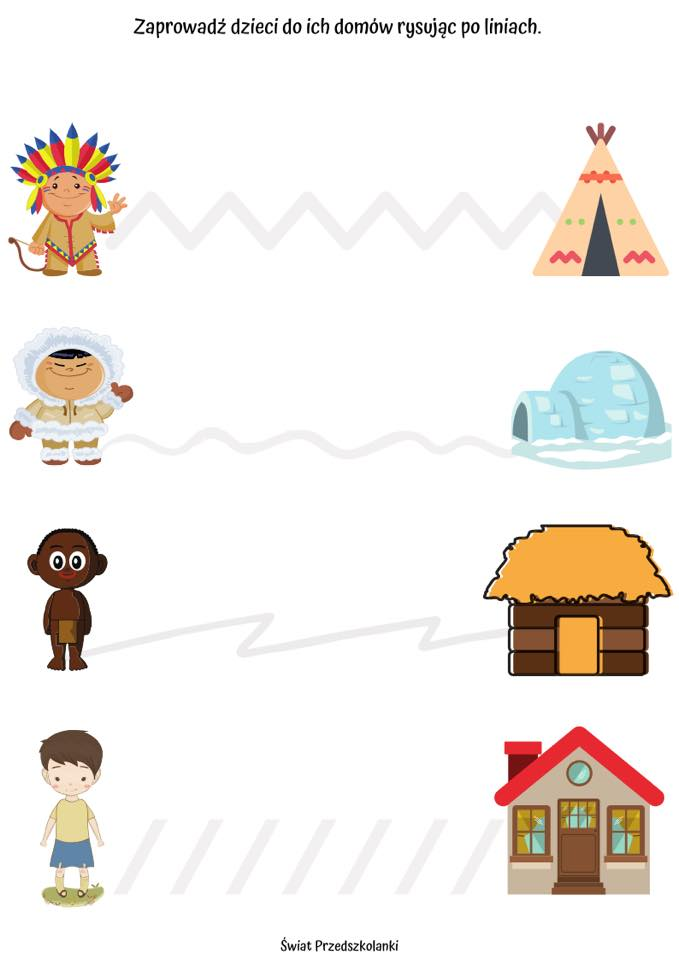 Zaprowadź dzieci do ich domów rysując po liniach.
Świat Przedszkolanki